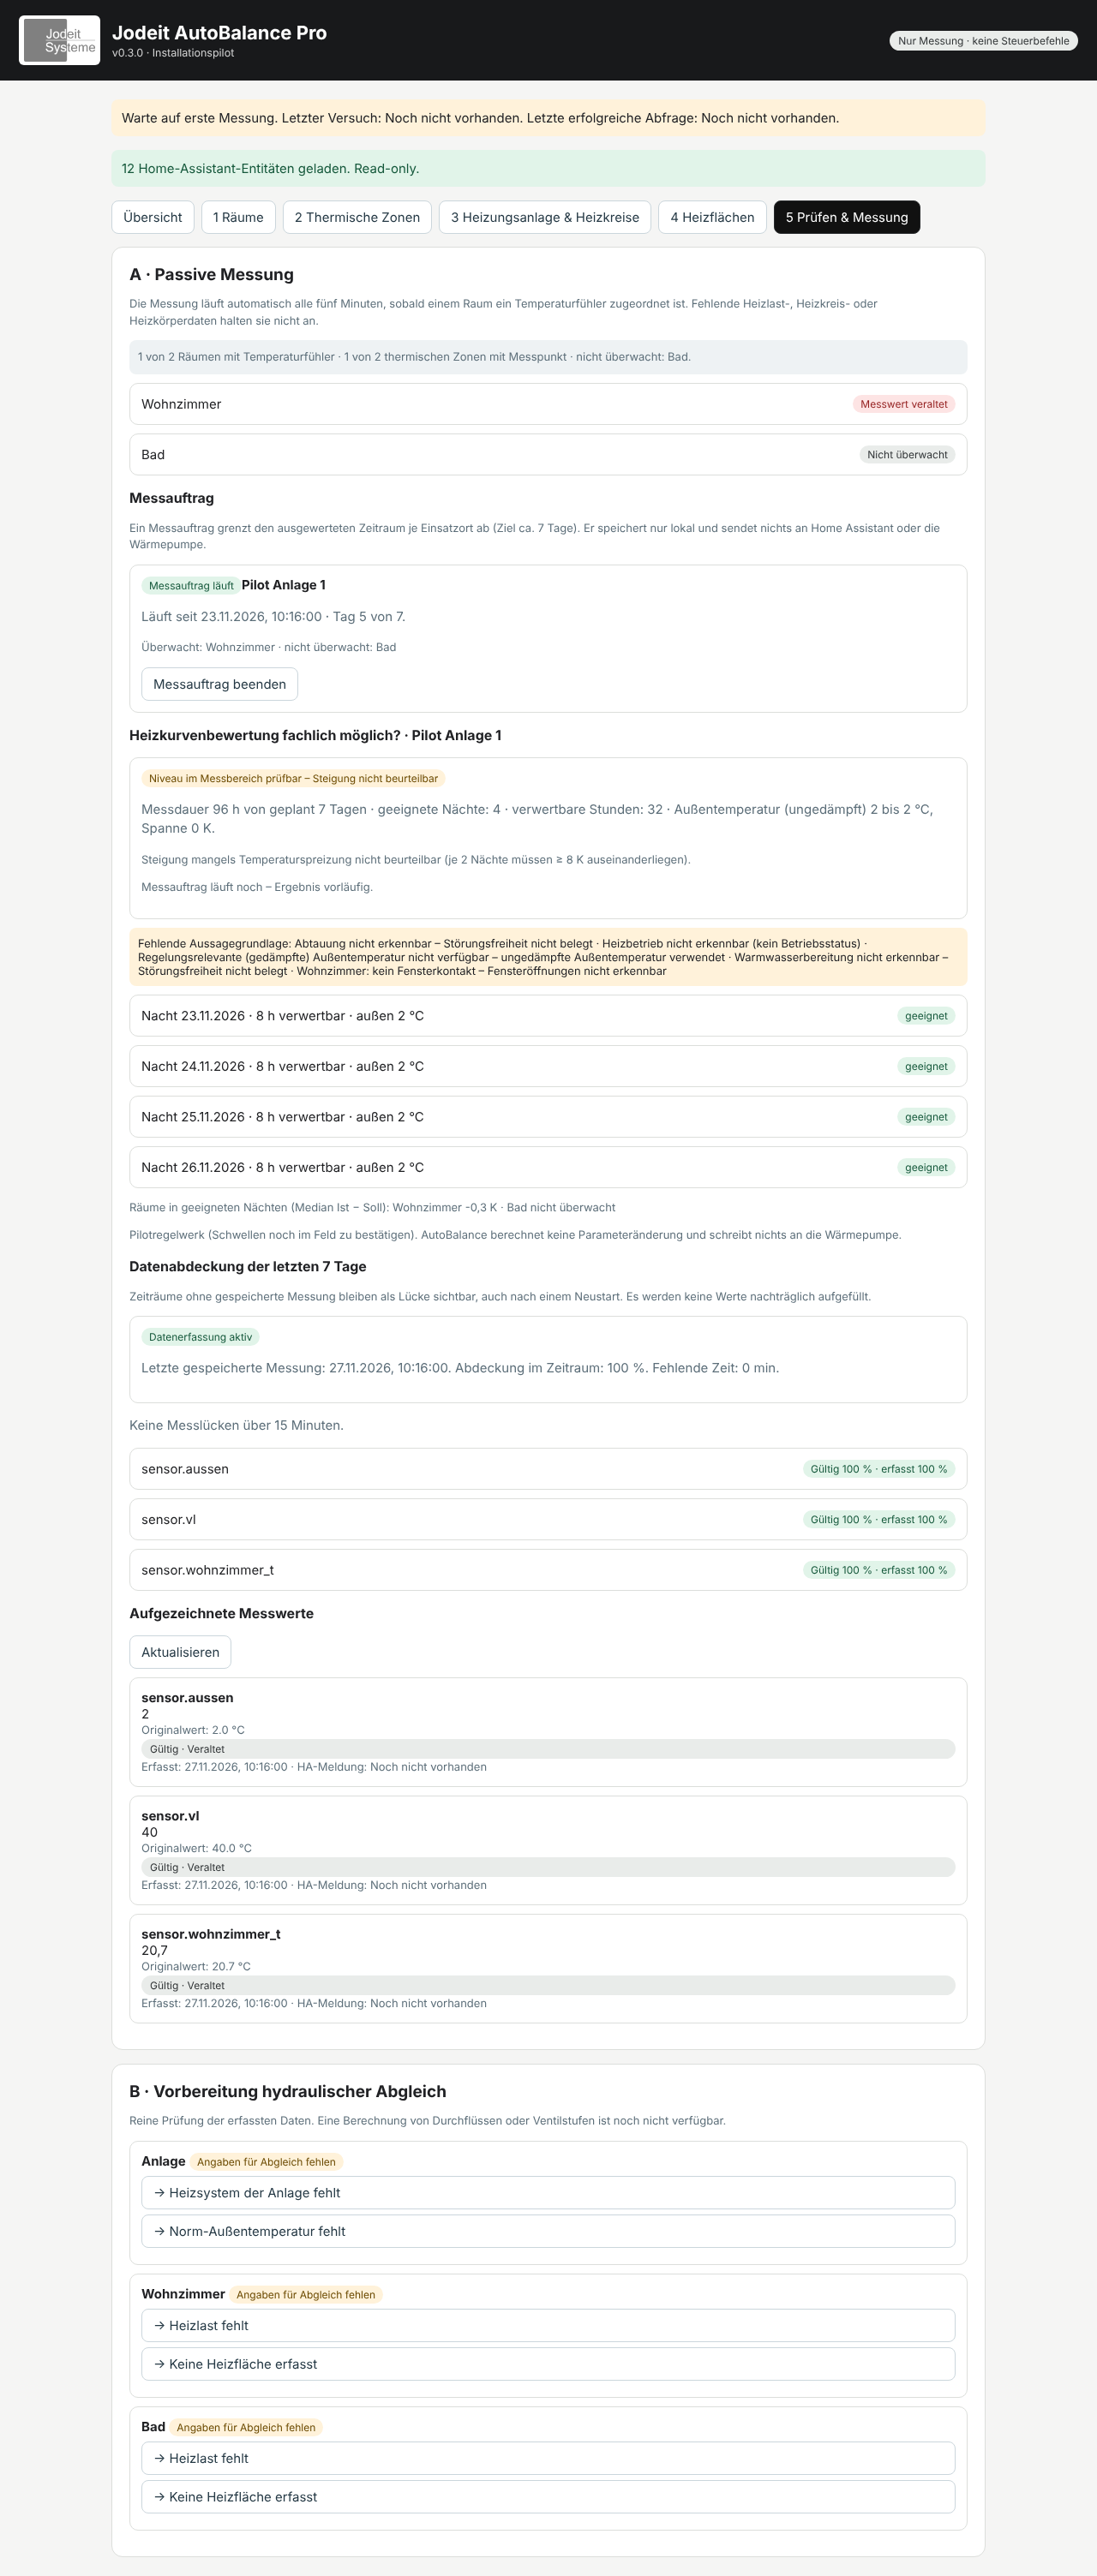 Jodeit
Systeme
Jodeit AutoBalance Pro
v0.3.0 · Installationspilot
Nur Messung · keine Steuerbefehle
Warte auf erste Messung. Letzter Versuch: Noch nicht vorhanden. Letzte erfolgreiche Abfrage: Noch nicht vorhanden.
12 Home-Assistant-Entitäten geladen. Read-only.
Übersicht
1 Räume
2 Thermische Zonen
3 Heizungsanlage & Heizkreise
4 Heizflächen
5 Prüfen & Messung
A · Passive Messung
Die Messung läuft automatisch alle fünf Minuten, sobald einem Raum ein Temperaturfühler zugeordnet ist. Fehlende Heizlast-, Heizkreis- oder
Heizkörperdaten halten sie nicht an.
1 von 2 Räumen mit Temperaturfühler · 1 von 2 thermischen Zonen mit Messpunkt · nicht überwacht: Bad.
Wohnzimmer
Messwert veraltet
Bad
Nicht überwacht
Messauftrag
Ein Messauftrag grenzt den ausgewerteten Zeitraum je Einsatzort ab (Ziel ca. 7 Tage). Er speichert nur lokal und sendet nichts an Home Assistant oder die
Wärmepumpe.
Messauftrag läuft Pilot Anlage 1
Läuft seit 23.11.2026, 10:16:00 · Tag 5 von 7.
Überwacht: Wohnzimmer · nicht überwacht: Bad
Messauftrag beenden
Heizkurvenbewertung fachlich möglich? · Pilot Anlage 1
Niveau im Messbereich prüfbar – Steigung nicht beurteilbar
Messdauer 96 h von geplant 7 Tagen · geeignete Nächte: 4 · verwertbare Stunden: 32 · Außentemperatur (ungedämpft) 2 bis 2 °C,
Spanne 0 K.
Steigung mangels Temperaturspreizung nicht beurteilbar (je 2 Nächte müssen ≥ 8 K auseinanderliegen).
Messauftrag läuft noch – Ergebnis vorläufig.
Fehlende Aussagegrundlage: Abtauung nicht erkennbar – Störungsfreiheit nicht belegt · Heizbetrieb nicht erkennbar (kein Betriebsstatus) ·
Regelungsrelevante (gedämpfte) Außentemperatur nicht verfügbar – ungedämpfte Außentemperatur verwendet · Warmwasserbereitung nicht erkennbar –
Störungsfreiheit nicht belegt · Wohnzimmer: kein Fensterkontakt – Fensteröffnungen nicht erkennbar
Nacht 23.11.2026 · 8 h verwertbar · außen 2 °C
geeignet
Nacht 24.11.2026 · 8 h verwertbar · außen 2 °C
geeignet
Nacht 25.11.2026 · 8 h verwertbar · außen 2 °C
geeignet
Nacht 26.11.2026 · 8 h verwertbar · außen 2 °C
geeignet
Räume in geeigneten Nächten (Median Ist − Soll): Wohnzimmer -0,3 K · Bad nicht überwacht
Pilotregelwerk (Schwellen noch im Feld zu bestätigen). AutoBalance berechnet keine Parameteränderung und schreibt nichts an die Wärmepumpe.
Datenabdeckung der letzten 7 Tage
Zeiträume ohne gespeicherte Messung bleiben als Lücke sichtbar, auch nach einem Neustart. Es werden keine Werte nachträglich aufgefüllt.
Datenerfassung aktiv
Letzte gespeicherte Messung: 27.11.2026, 10:16:00. Abdeckung im Zeitraum: 100 %. Fehlende Zeit: 0 min.
Keine Messlücken über 15 Minuten.
sensor.aussen
Gültig 100 % · erfasst 100 %
sensor.vl
Gültig 100 % · erfasst 100 %
sensor.wohnzimmer_t
Gültig 100 % · erfasst 100 %
Aufgezeichnete Messwerte
Aktualisieren
sensor.aussen
2
Originalwert: 2.0 °C
Gültig · Veraltet
Erfasst: 27.11.2026, 10:16:00 · HA-Meldung: Noch nicht vorhanden
sensor.vl
40
Originalwert: 40.0 °C
Gültig · Veraltet
Erfasst: 27.11.2026, 10:16:00 · HA-Meldung: Noch nicht vorhanden
sensor.wohnzimmer_t
20,7
Originalwert: 20.7 °C
Gültig · Veraltet
Erfasst: 27.11.2026, 10:16:00 · HA-Meldung: Noch nicht vorhanden
B · Vorbereitung hydraulischer Abgleich
Reine Prüfung der erfassten Daten. Eine Berechnung von Durchflüssen oder Ventilstufen ist noch nicht verfügbar.
Anlage Angaben für Abgleich fehlen
→ Heizsystem der Anlage fehlt
→ Norm-Außentemperatur fehlt
Wohnzimmer Angaben für Abgleich fehlen
→ Heizlast fehlt
→ Keine Heizfläche erfasst
Bad Angaben für Abgleich fehlen
→ Heizlast fehlt
→ Keine Heizfläche erfasst